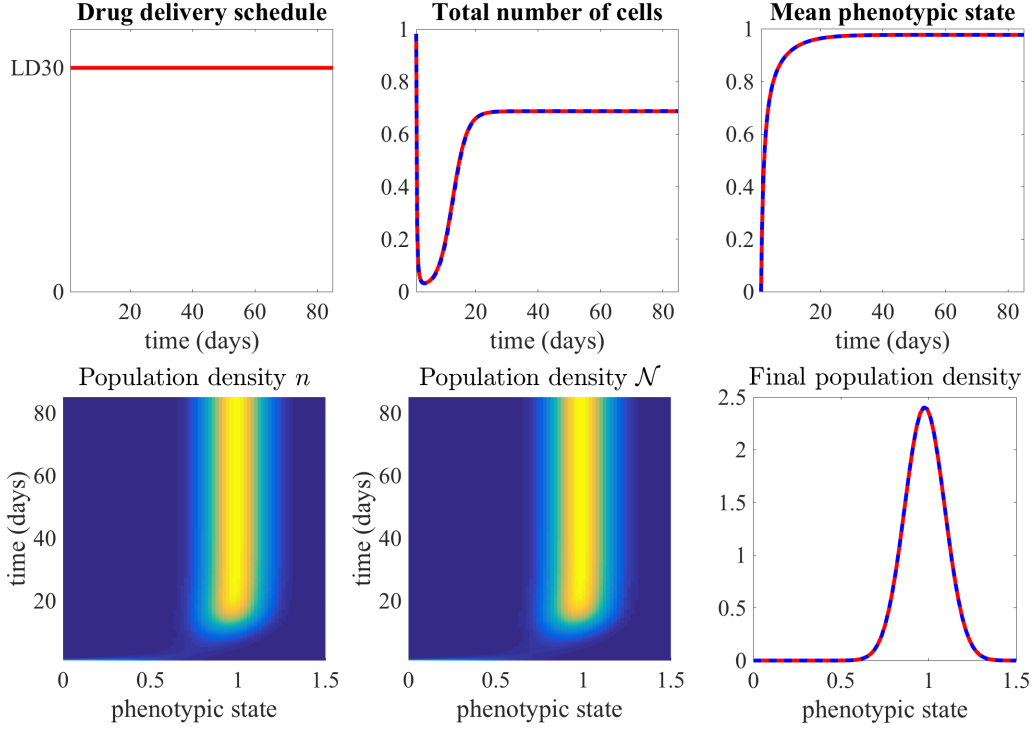 Drug delivery schedule
LD30
0
20 40 60 80
time (days)
Total number of cells
1
0.8
0.6
0.4
0.2
0
20 40 60 80
time (days)
Mean phenotypic state
1
0.8
0.6
0.4
0.2
0
20 40 60 80
time (days)
Population density n
time (days)
80
60
40
20
0 0.5 1 1.5
phenotypic state
Population density 𝒩
time (days)
80
60
40
20
0 0.5 1 1.5
phenotypic state
Final population density
2.5
2
1.5
1
0.5
0
0 0.5 1 1.5
phenotypic state